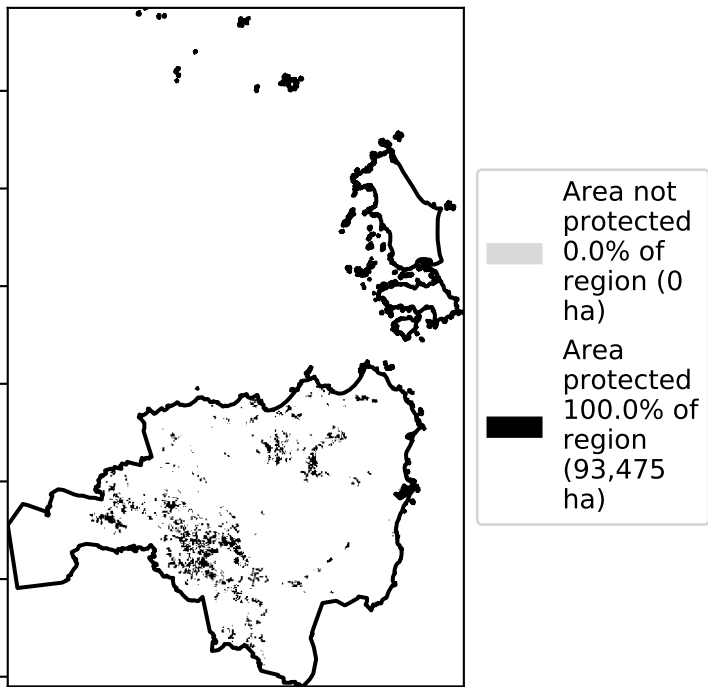 Area not
protected
0.0% of
region (0
ha)
Area
protected
100.0% of
region
(93,475
ha)